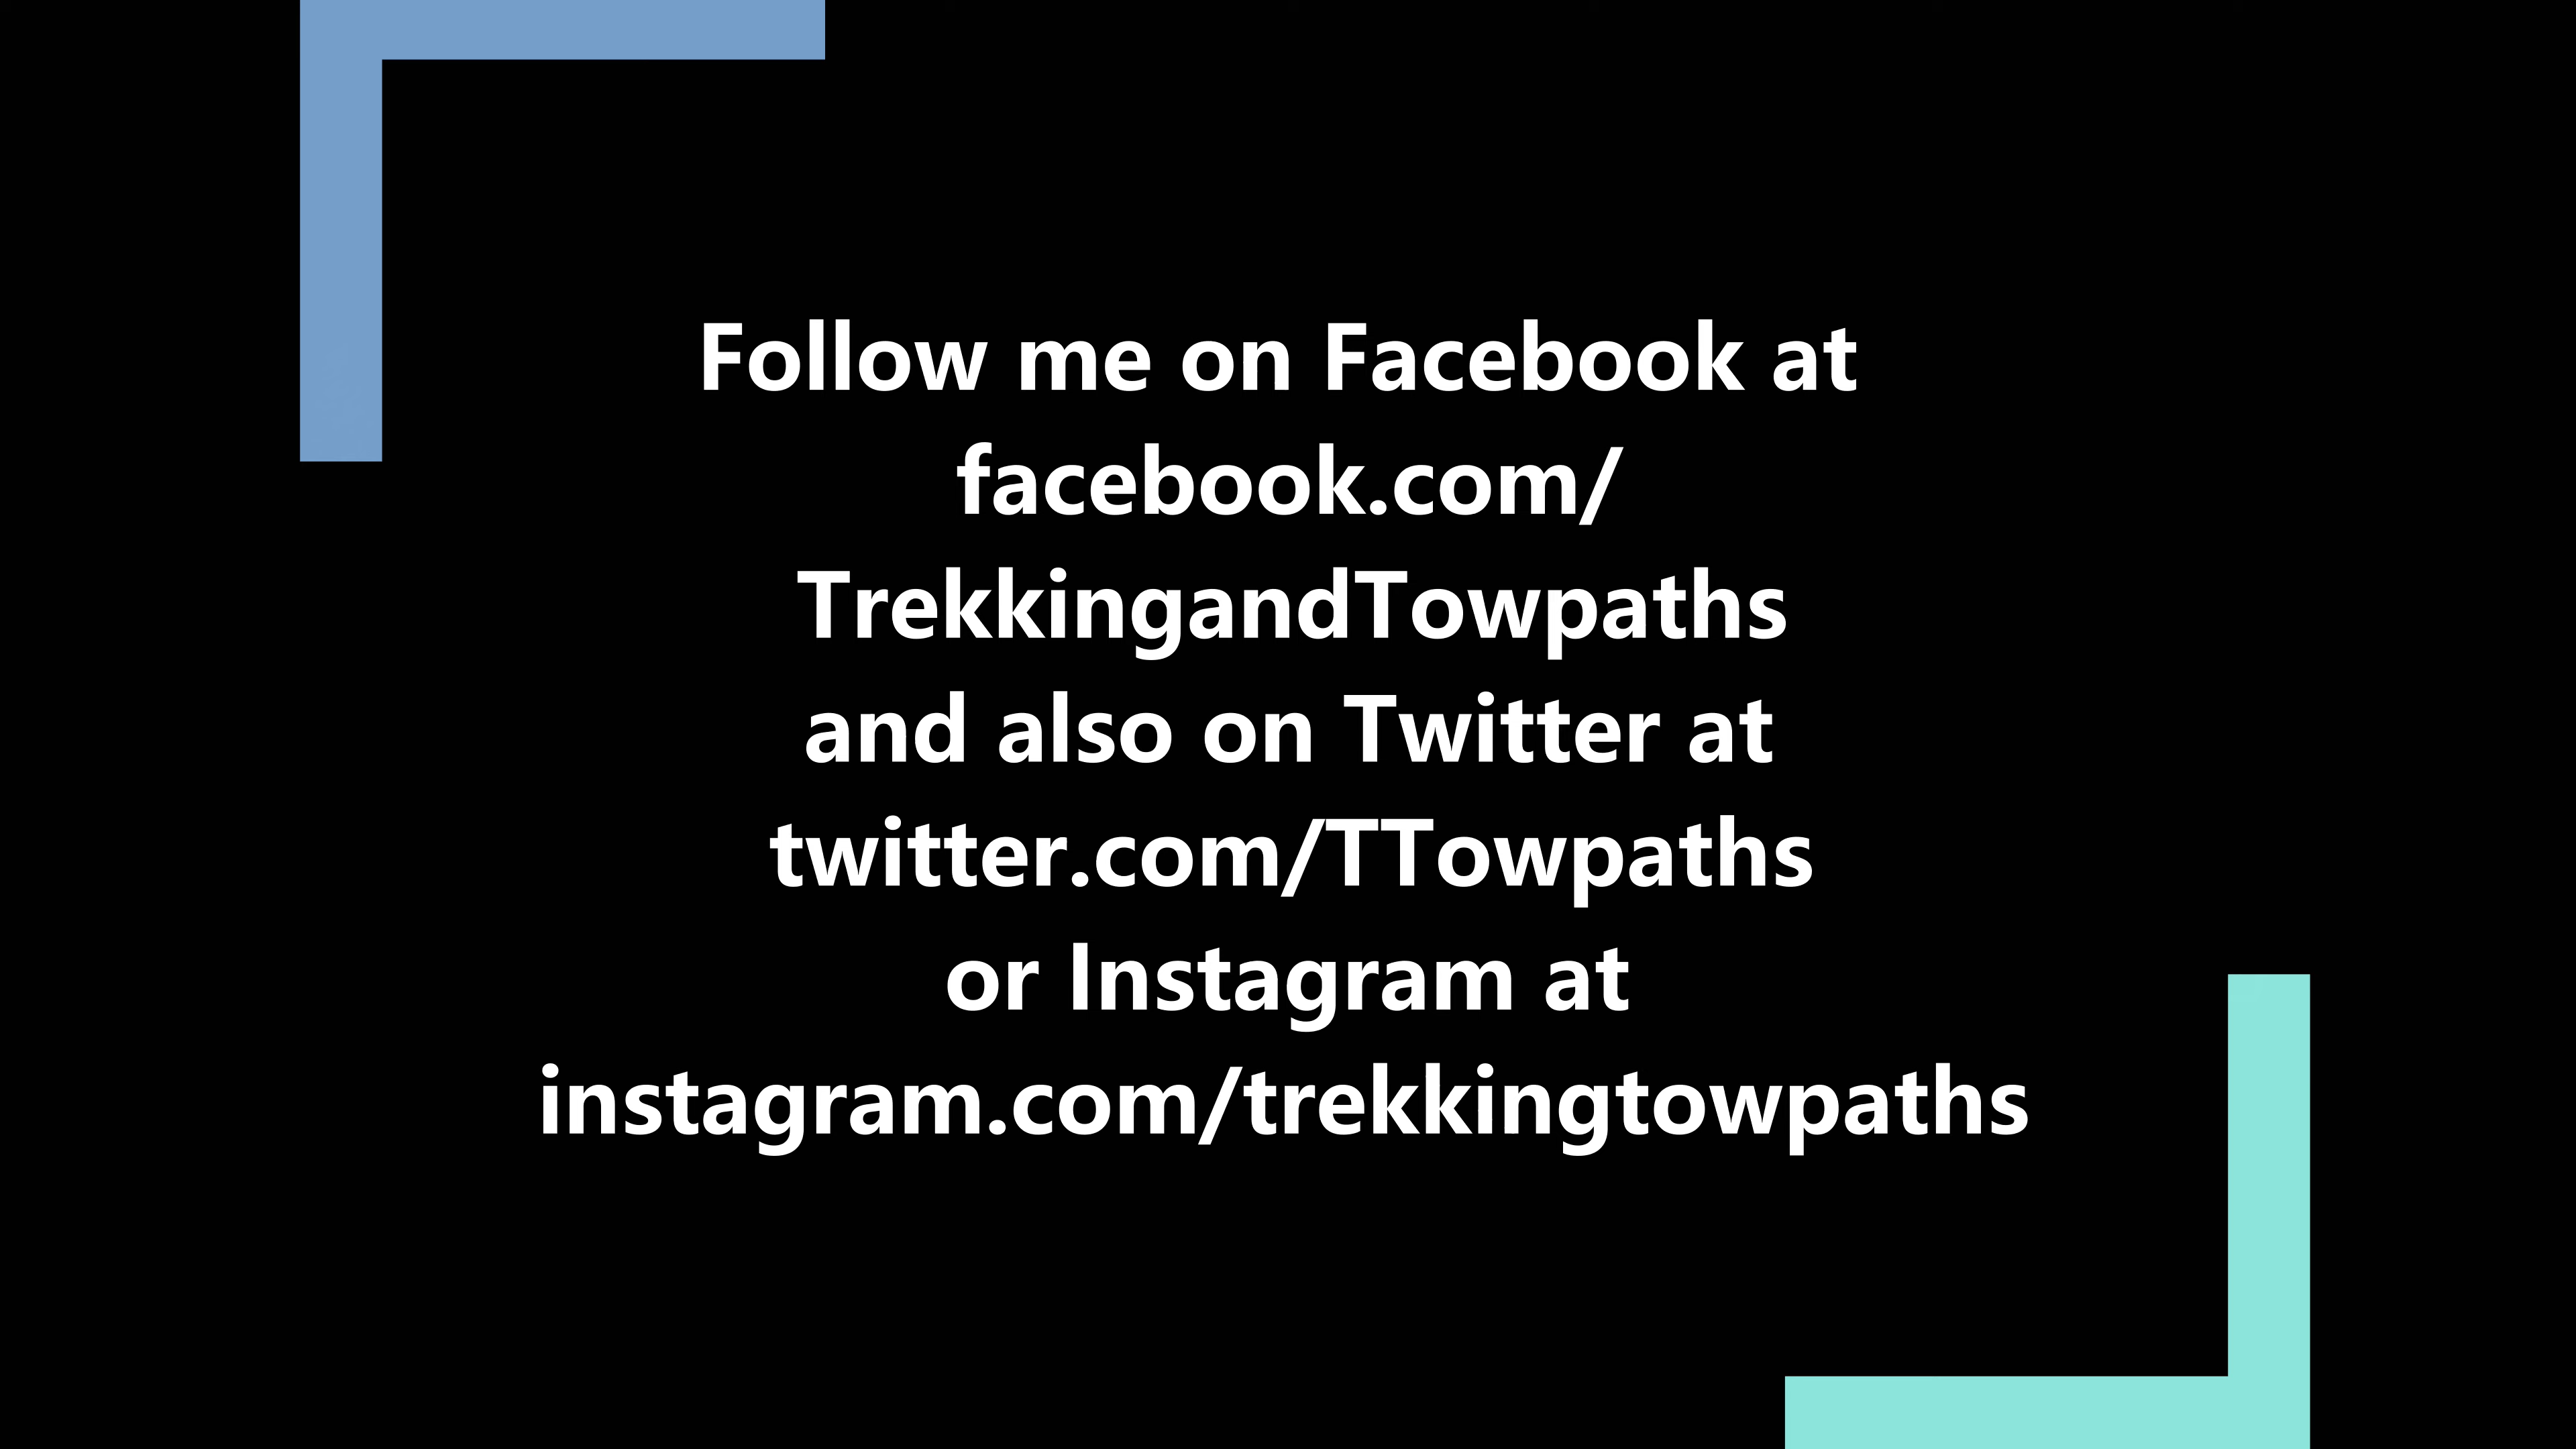 Follow me on Facebook at
facebook.com/
TrekkingandTowpaths
and also on Twitter at
twitter.com/TTowpaths
or Instagram at
instagram.com/trekkingtowpaths